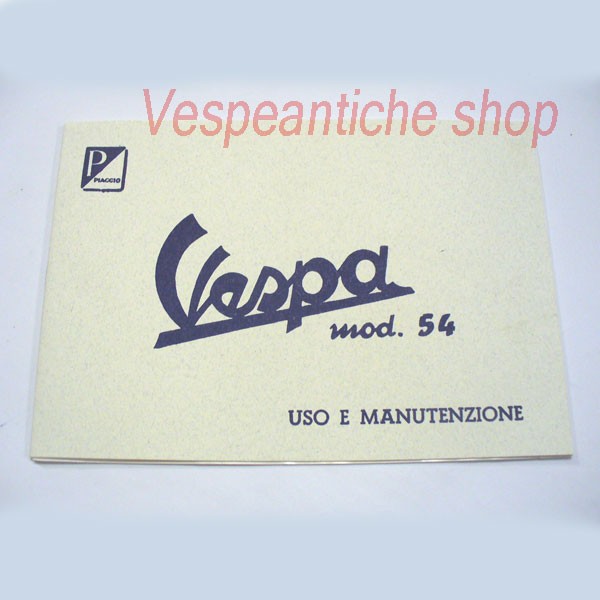 Vespeantiche shop
P
PIAGGIO
Vespa
mod. 54
USO E MANUTENZIONE